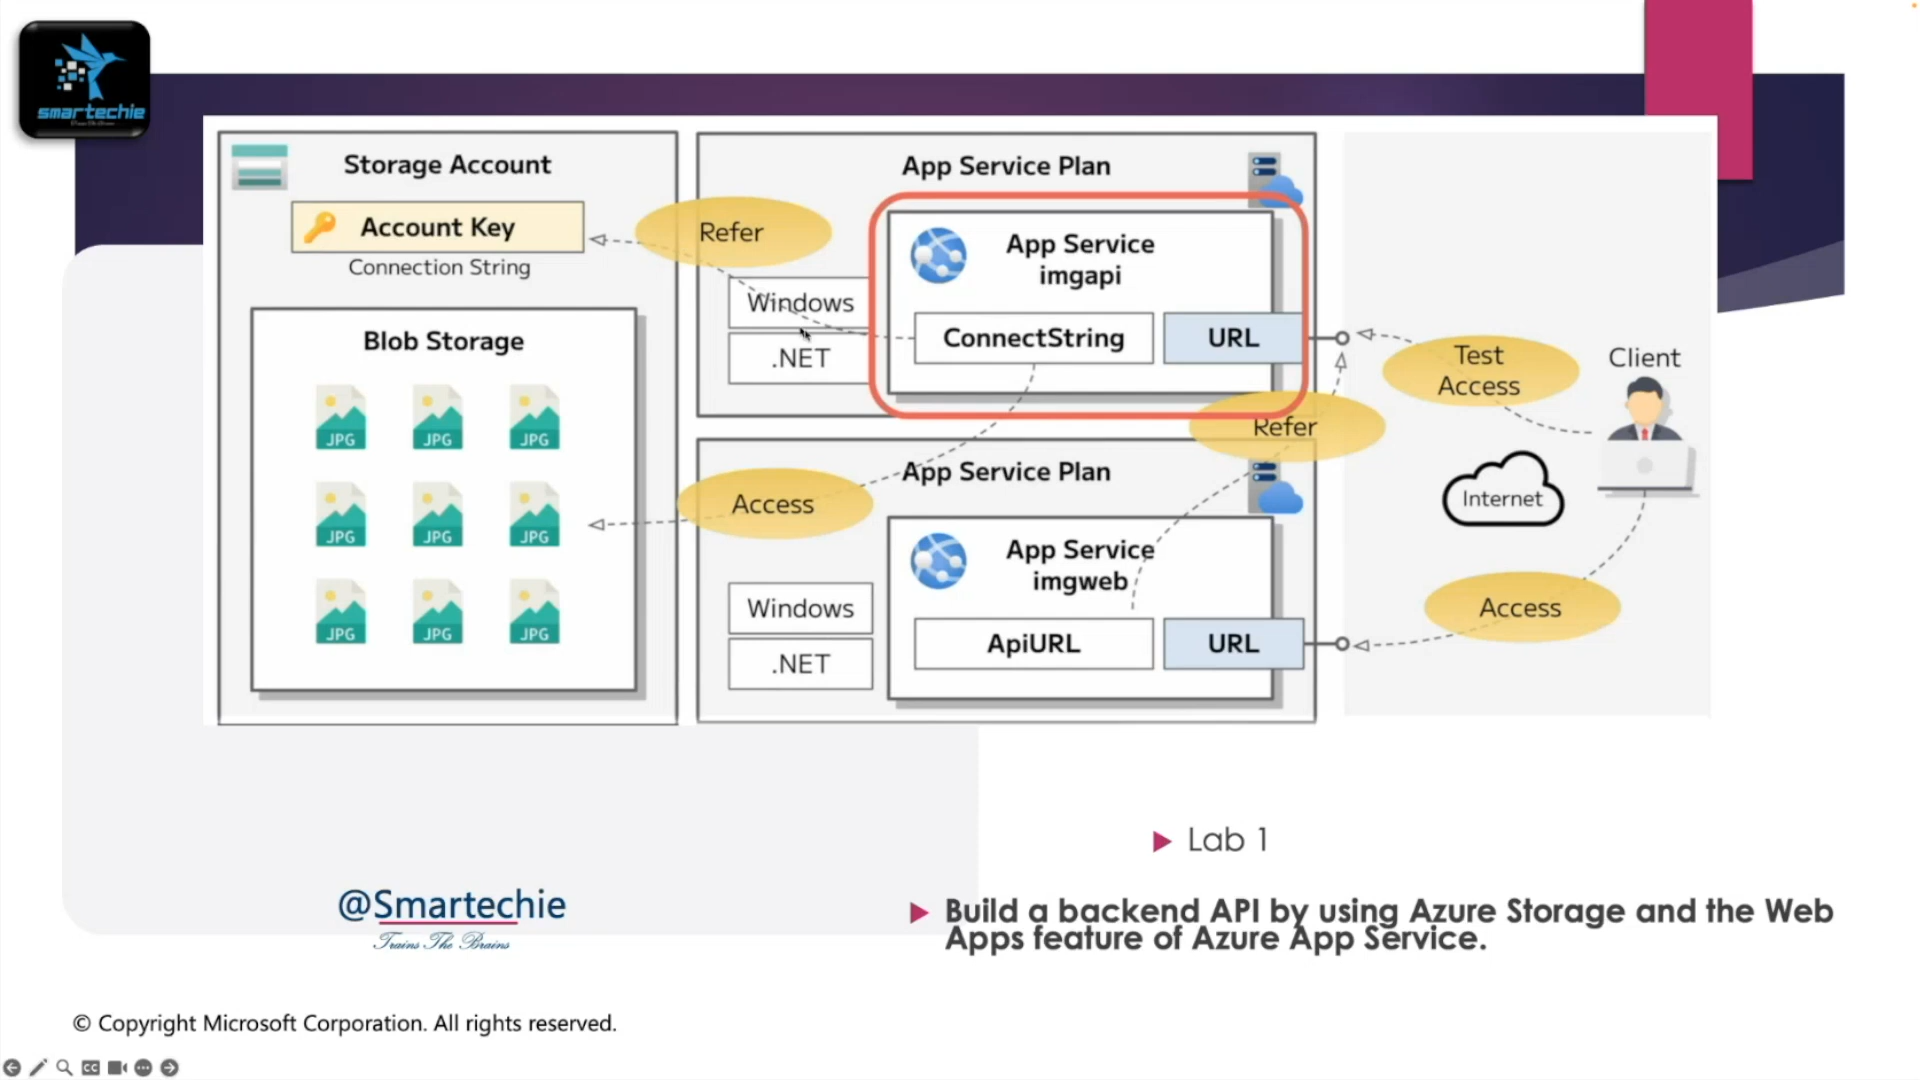 smartechie
Storage Account
Account Key
Connection String
Blob Storage
JPG JPG JPG
JPG JPG JPG
JPG JPG JPG
Refer
Access
App Service Plan
Windows
.NET
App Service
imgapi
ConnectString
URL
Refer
App Service Plan
Windows
.NET
App Service
imgweb
ApiURL
URL
Test
Access
Client
Internet
Access
Lab 1
Build a backend API by using Azure Storage and the Web
Apps feature of Azure App Service.
@Smartechie
Trains The Brains
© Copyright Microsoft Corporation. All rights reserved.
CC